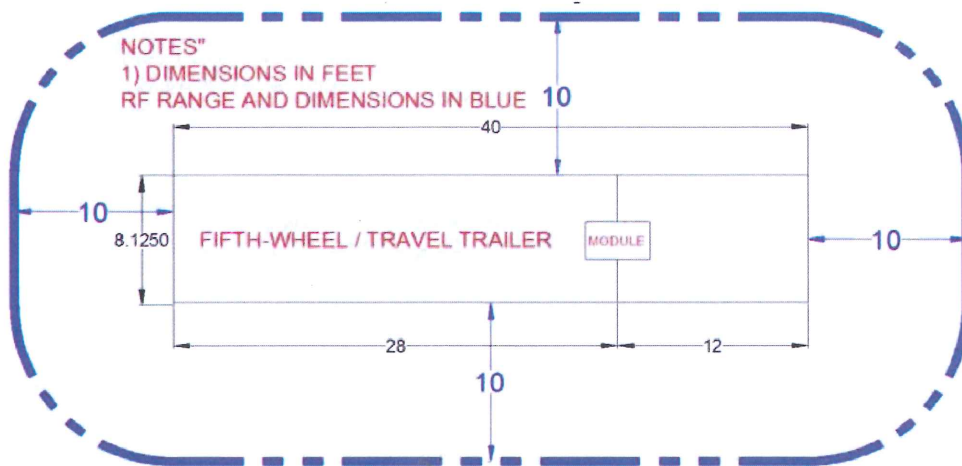 NOTES"
1) DIMENSIONS IN FEET
RF RANGE AND DIMENSIONS IN BLUE
10
40
10
8.1250
FIFTH-WHEEL / TRAVEL TRAILER
MODULE
10
28
12
10